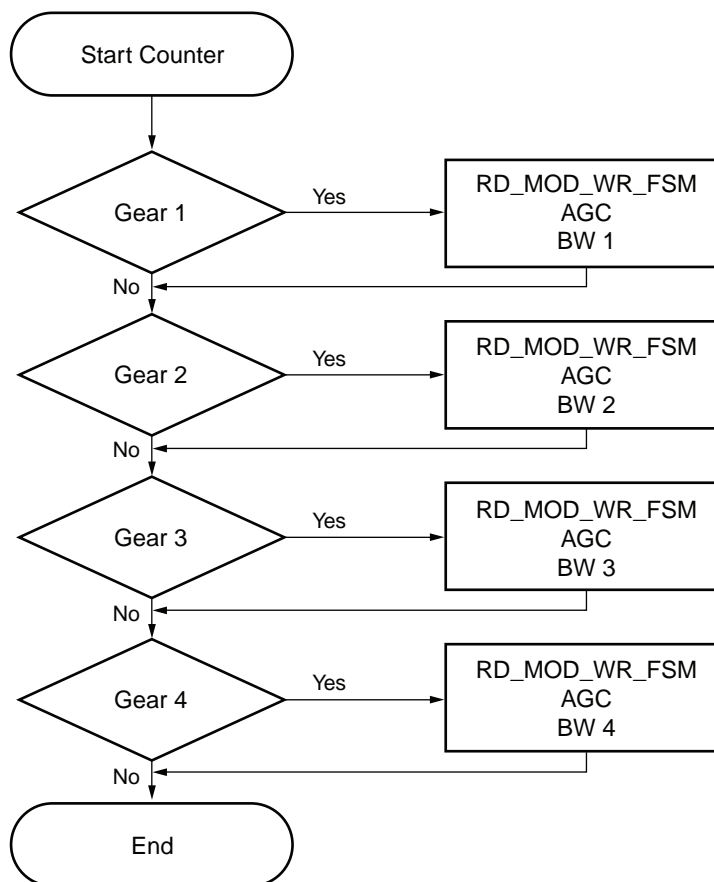 Start Counter
Gear 1
Yes
RD_MOD_WR_FSM
AGC
BW 1
No
Gear 2
Yes
RD_MOD_WR_FSM
AGC
BW 2
No
Gear 3
Yes
RD_MOD_WR_FSM
AGC
BW 3
No
Gear 4
Yes
RD_MOD_WR_FSM
AGC
BW 4
No
End